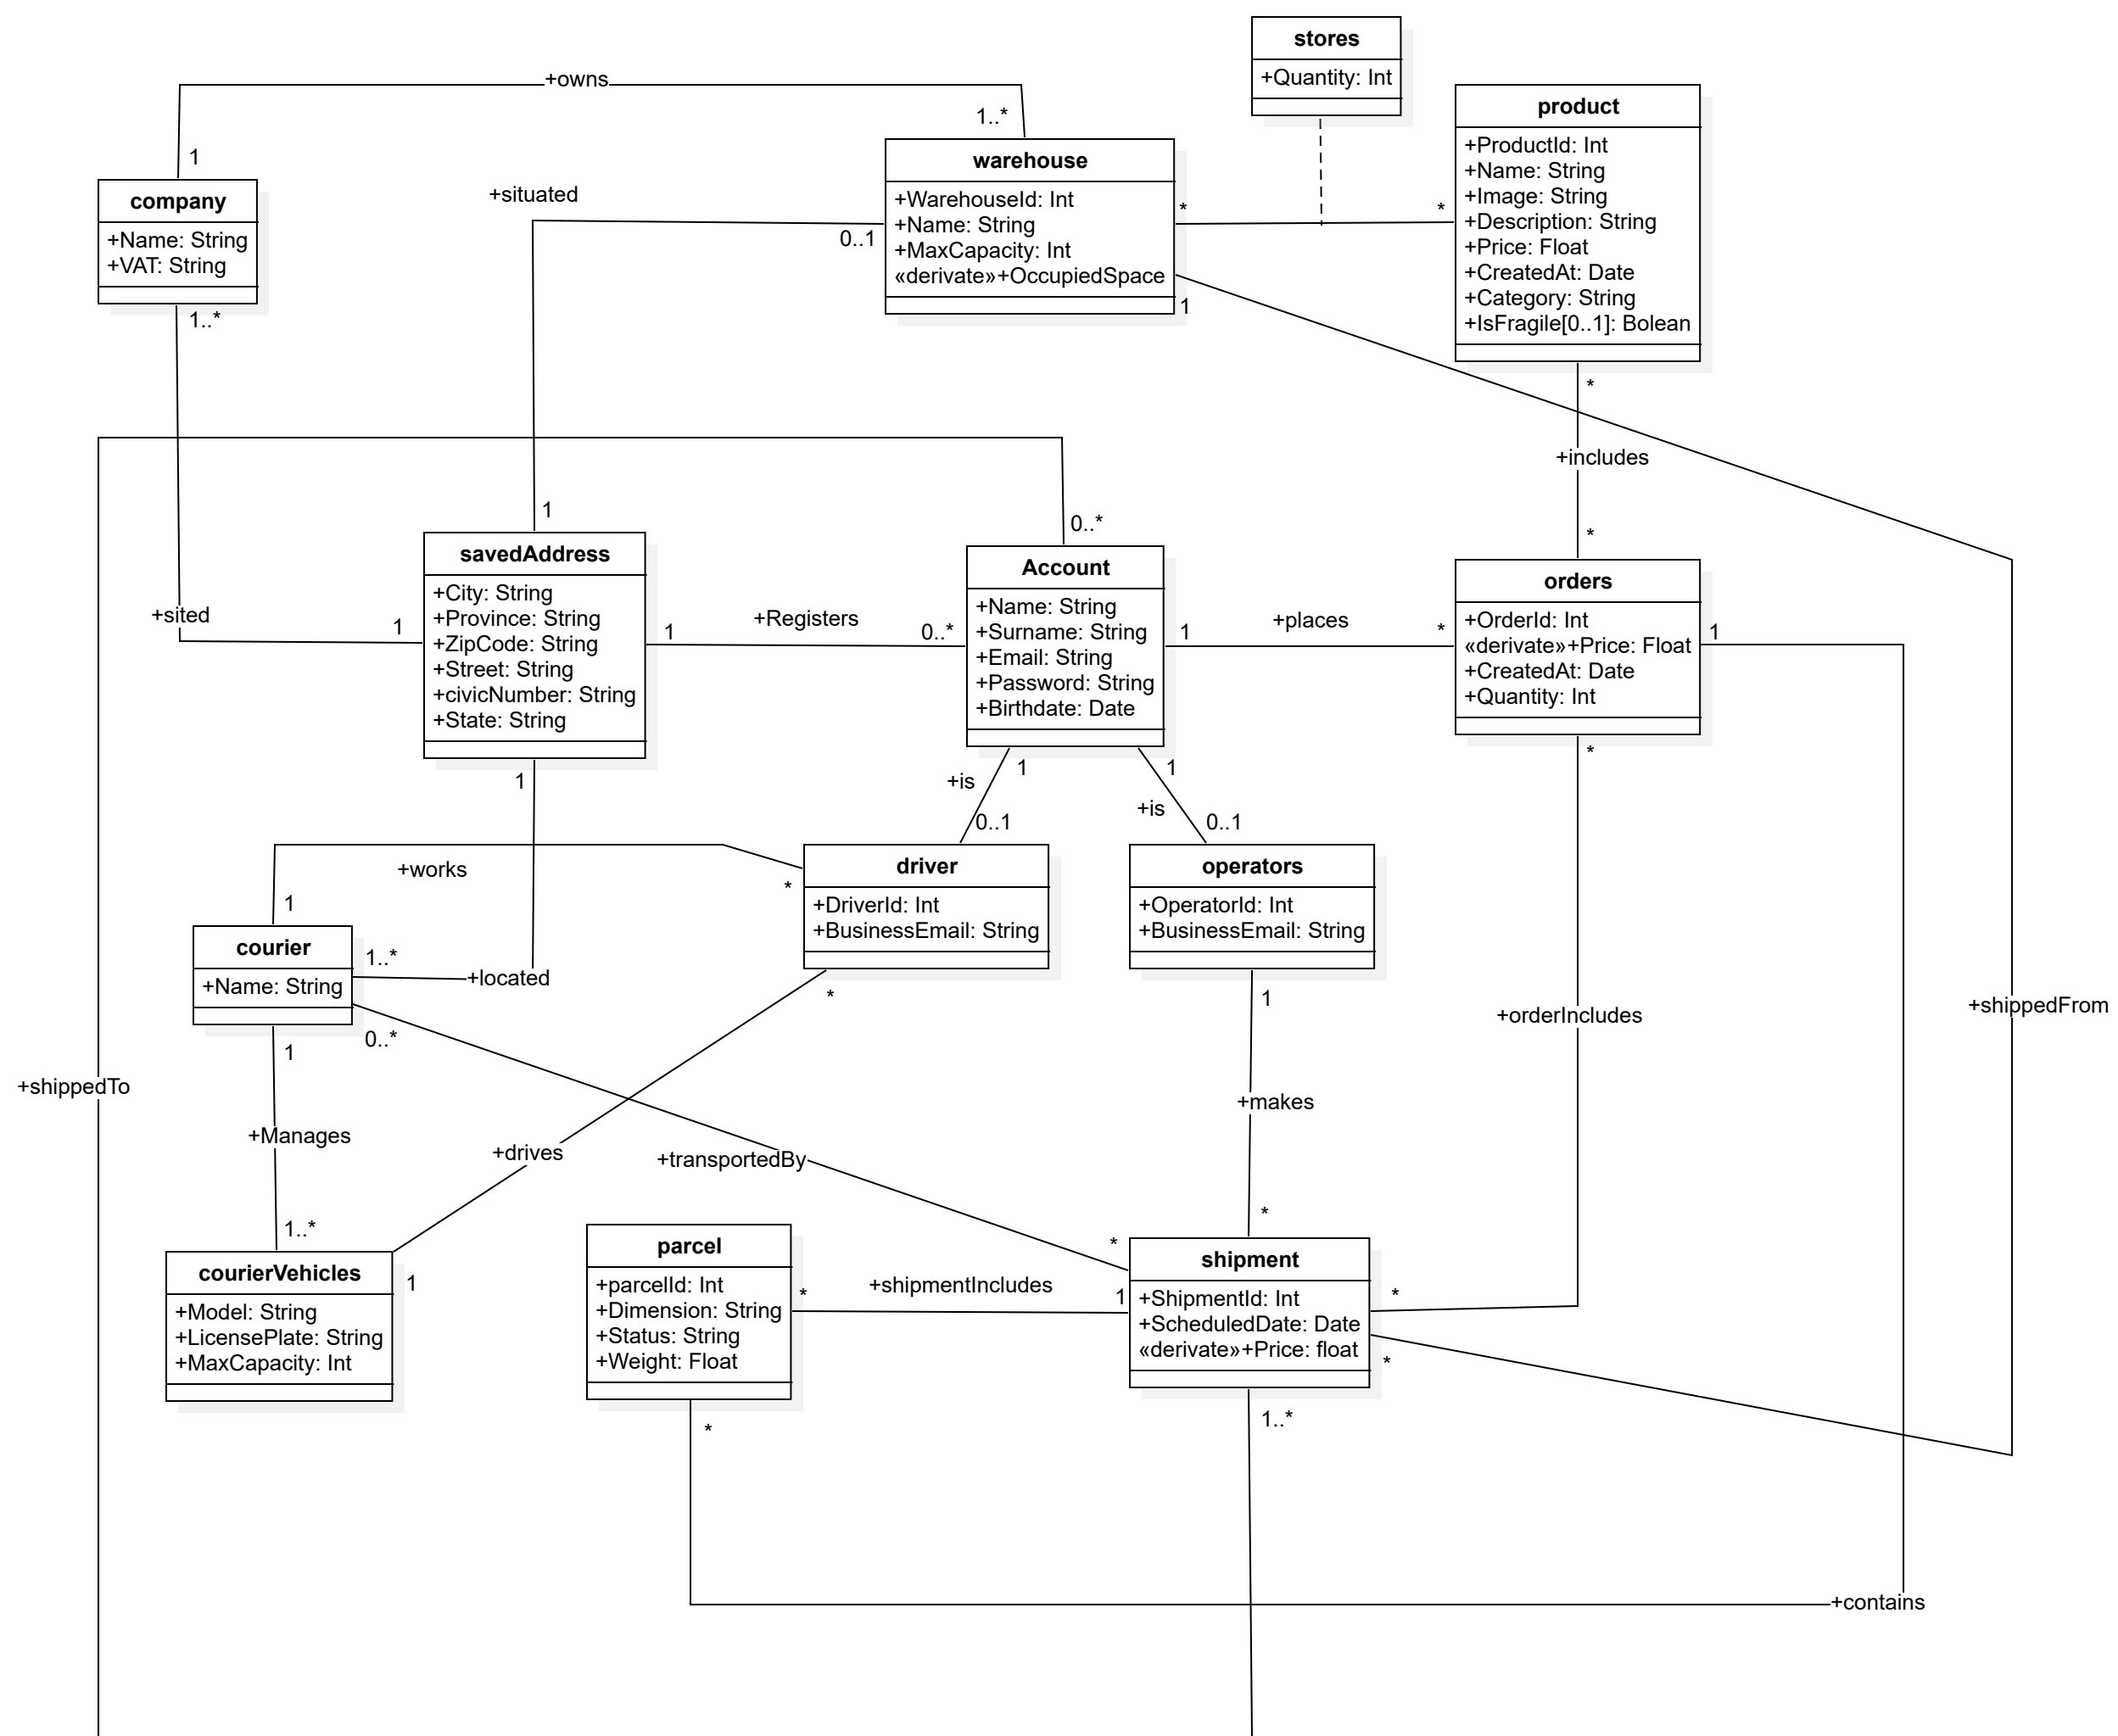 stores
+Quantity: Int
+owns
1..*
1
product
+ProductId: Int
+Name: String
+Image: String
+Description: String
+Price: Float
+CreatedAt: Date
+Category: String
+IsFragile[0..1]: Bolean
warehouse
+WarehouseId: Int
+Name: String
+MaxCapacity: Int
«derivate»+OccupiedSpace
company
+Name: String
+VAT: String
+situated
0..1
*
*
1
1..*
*
+includes
*
1
0..*
savedAddress
+City: String
+Province: String
+ZipCode: String
+Street: String
+civicNumber: String
+State: String
Account
+Name: String
+Surname: String
+Email: String
+Password: String
+Birthdate: Date
orders
+OrderId: Int
«derivate»+Price: Float
+CreatedAt: Date
+Quantity: Int
+sited
1
1
+Registers
0..*
1
+places
*
1
1
1
1
*
+is
+is
0..1
0..1
+works
*
1
driver
+DriverId: Int
+BusinessEmail: String
operators
+OperatorId: Int
+BusinessEmail: String
courier
+Name: String
1..*
+located
0..*
1
*
1
+orderIncludes
+shippedFrom
+shippedTo
+Manages
+drives
+transportedBy
+makes
1..*
1
*
*
courierVehicles
+Model: String
+LicensePlate: String
+MaxCapacity: Int
parcel
+parcelId: Int
+Dimension: String
+Status: String
+Weight: Float
*
+shipmentIncludes
1
shipment
+ShipmentId: Int
+ScheduledDate: Date
«derivate»+Price: float
*
*
*
1..*
+contains